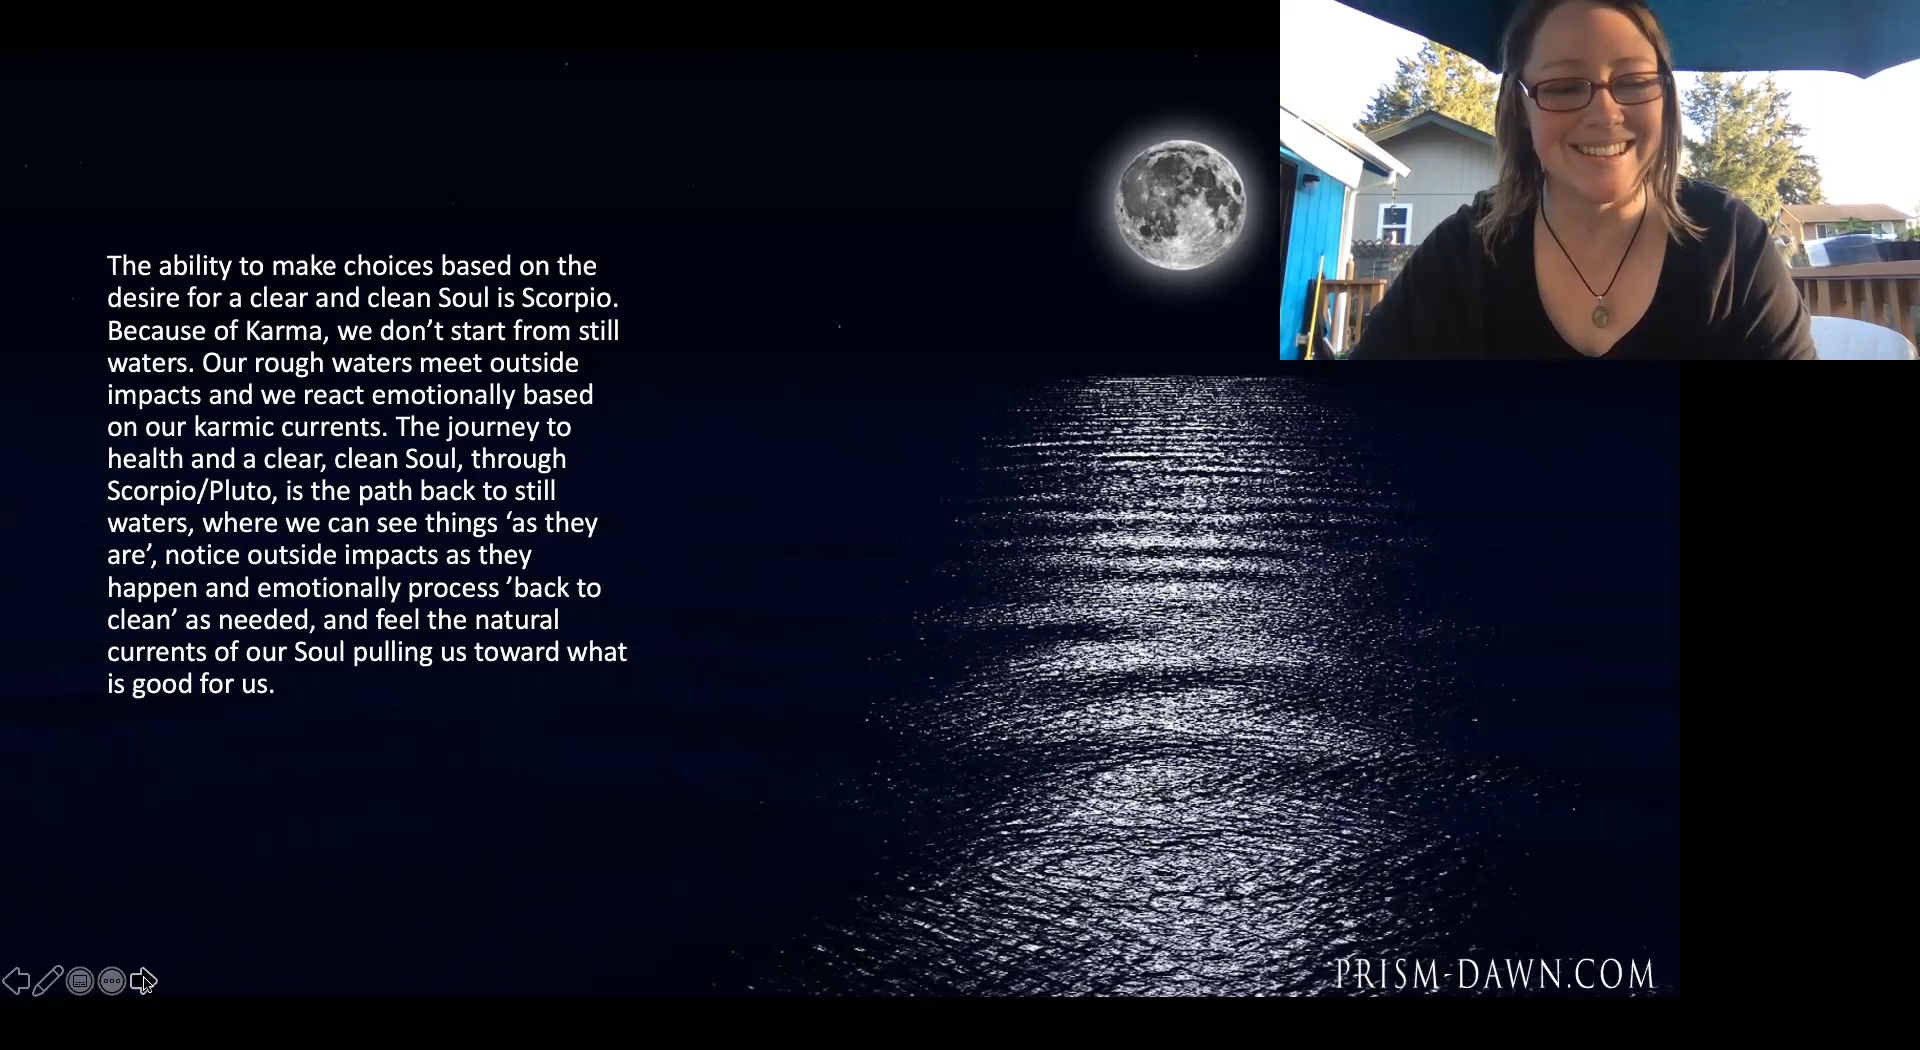 The ability to make choices based on the
desire for a clear and clean Soul is Scorpio.
Because of Karma, we don’t start from still
waters. Our rough waters meet outside
impacts and we react emotionally based
on our karmic currents. The journey to
health and a clear, clean Soul, through
Scorpio/Pluto, is the path back to still
waters, where we can see things ‘as they
are’, notice outside impacts as they
happen and emotionally process ’back to
clean’ as needed, and feel the natural
currents of our Soul pulling us toward what
is good for us.
PRISM-DAWN.COM